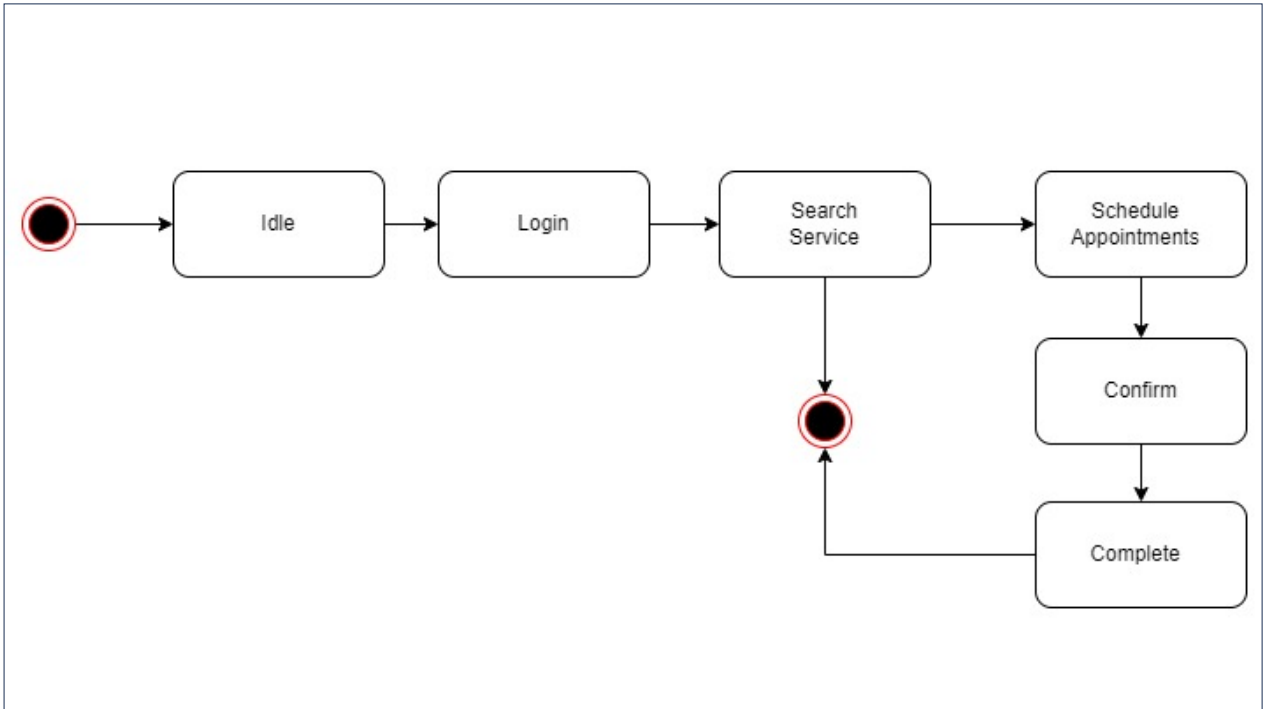 Idle
Login
Search
Service
Schedule
Appointments
Confirm
Complete